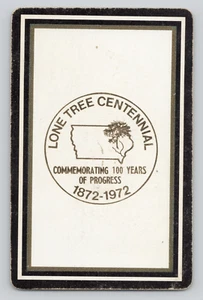 LONE TREE CENTENNIAL
COMMEMORATING 100 YEARS
OF PROGRESS
1872-1972